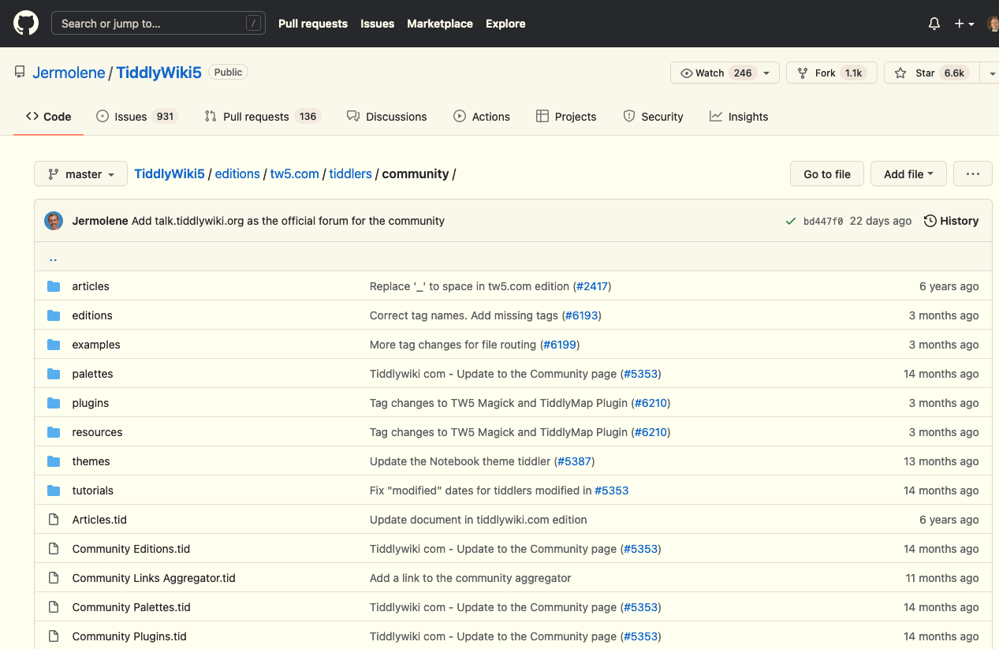 Search or jump to... /
Pull requests Issues Marketplace Explore
Jermolene / TiddlyWiki5 Public
Watch 246 Fork 1.1k Star 6.6k
Code Issues 931 Pull requests 136 Discussions Actions Projects Security Insights
master TiddlyWiki5 / editions / tw5.com / tiddlers / community / Go to file Add file ...
Jermolene Add talk.tiddlywiki.org as the official forum for the community bd447f0 22 days ago History
..
articles Replace '_' to space in tw5.com edition (#2417) 6 years ago
editions Correct tag names. Add missing tags (#6193) 3 months ago
examples More tag changes for file routing (#6199) 3 months ago
palettes Tiddlywiki com - Update to the Community page (#5353) 14 months ago
plugins Tag changes to TW5 Magick and TiddlyMap Plugin (#6210) 3 months ago
resources Tag changes to TW5 Magick and TiddlyMap Plugin (#6210) 3 months ago
themes Update the Notebook theme tiddler (#5387) 13 months ago
tutorials Fix "modified" dates for tiddlers modified in #5353 14 months ago
Articles.tid Update document in tiddlywiki.com edition 6 years ago
Community Editions.tid Tiddlywiki com - Update to the Community page (#5353) 14 months ago
Community Links Aggregator.tid Add a link to the community aggregator 11 months ago
Community Palettes.tid Tiddlywiki com - Update to the Community page (#5353) 14 months ago
Community Plugins.tid Tiddlywiki com - Update to the Community page (#5353) 14 months ago